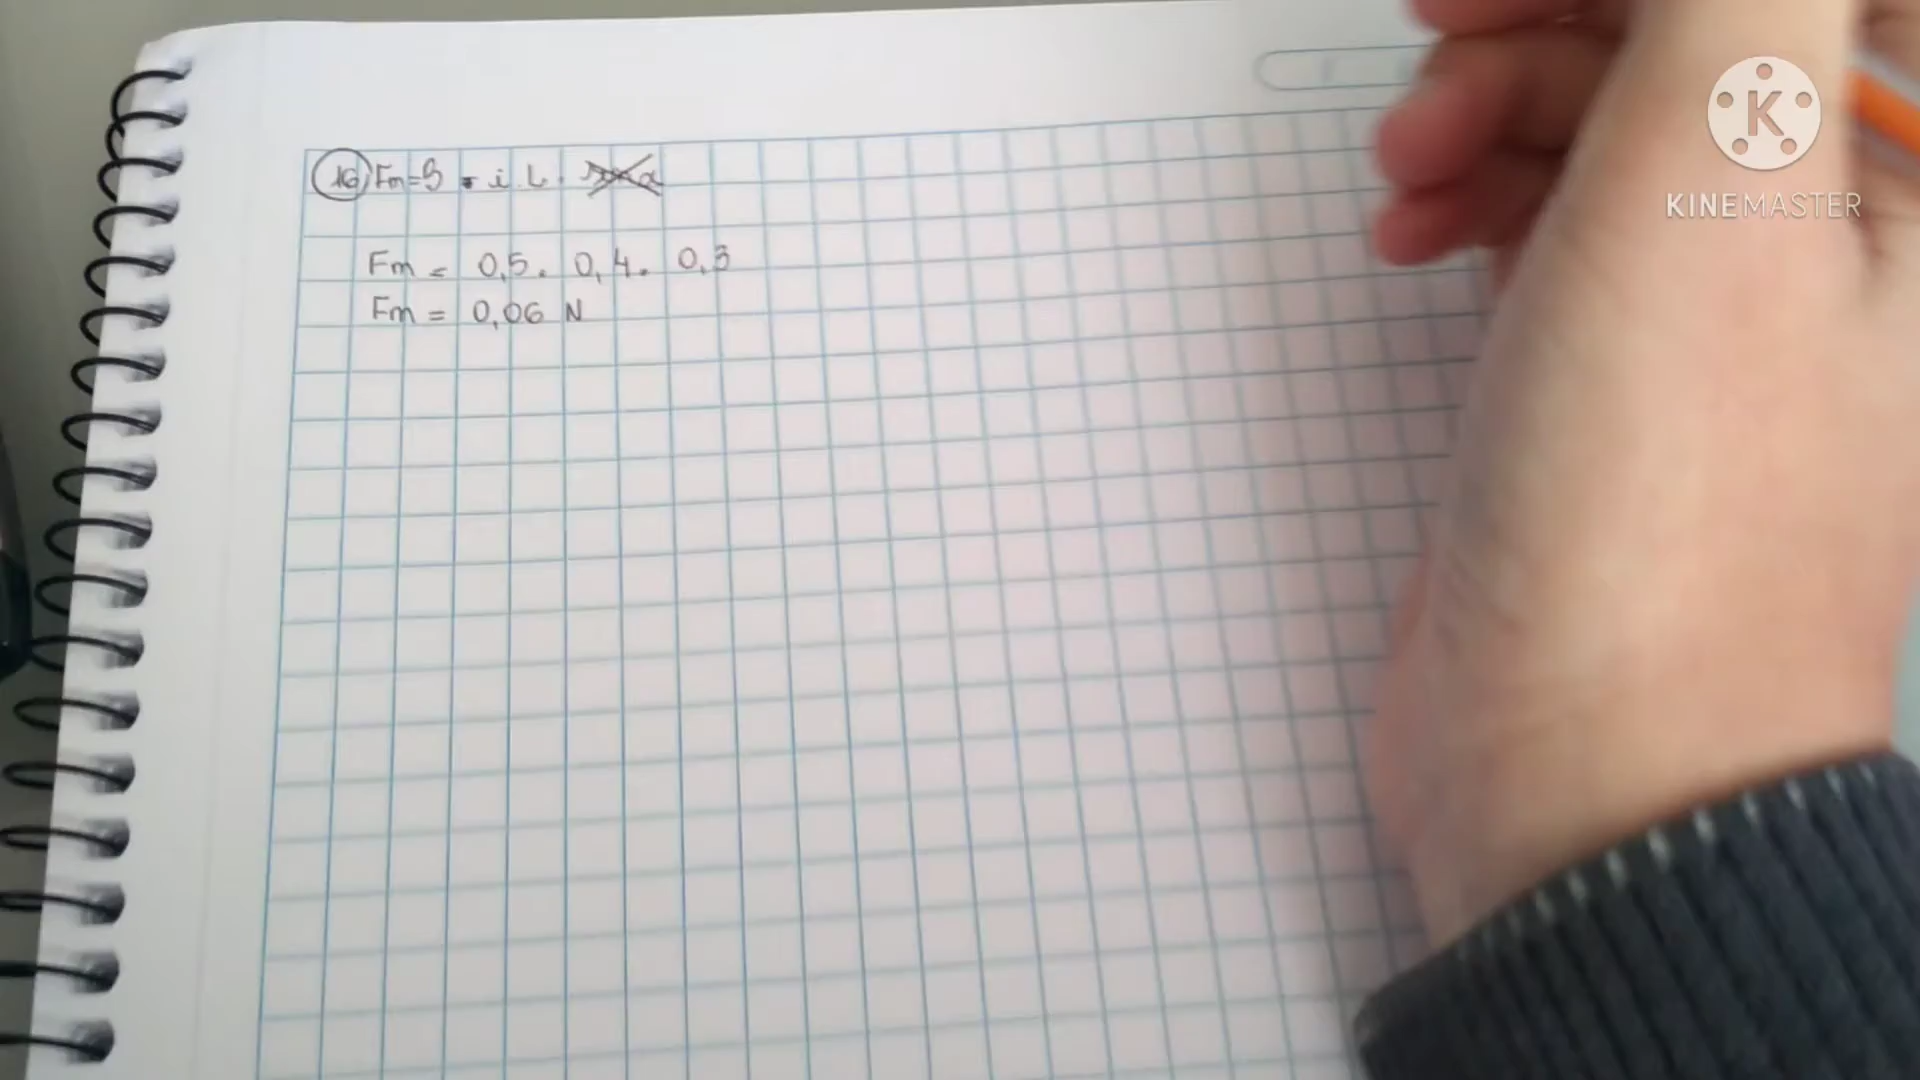 16) Fm = B . i . L .
Fm = 0,5 . 0,4 . 0,3
Fm = 0,06 N
K
KINEMASTER